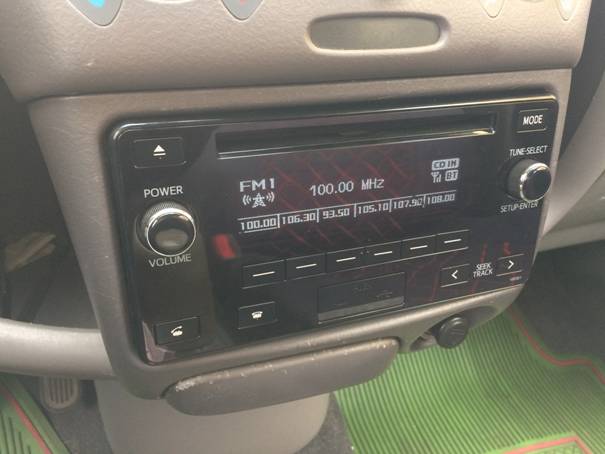 MODE
POWER
VOLUME
FM1
100.00 MHz
CD IN
BT
100.00 106.30 93.50 105.10 107.90 108.00
TUNE·SELECT
SETUP·ENTER
SEEK
TRACK